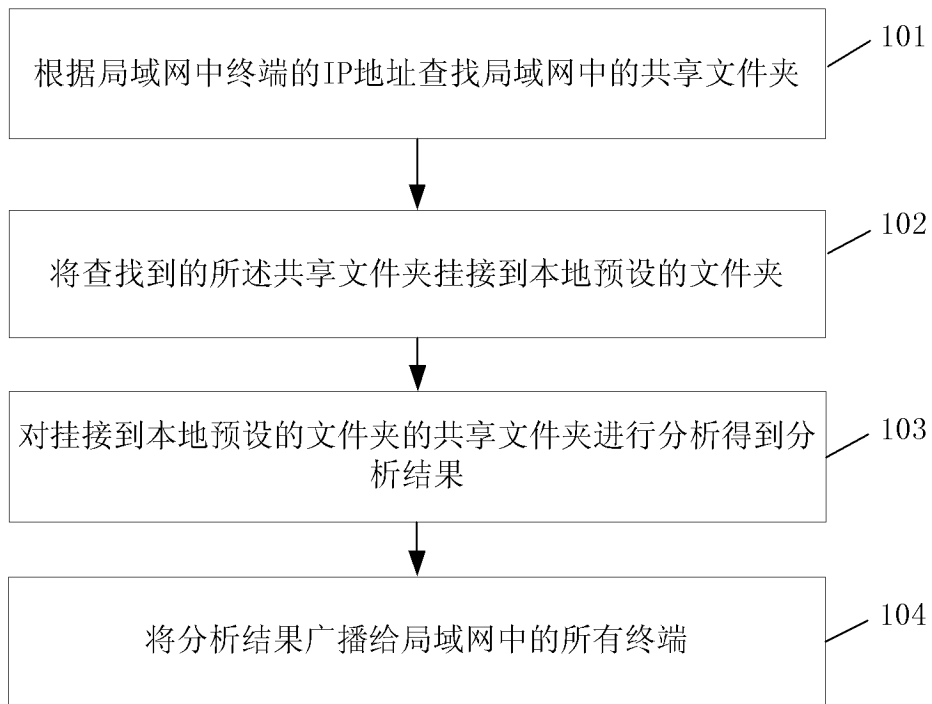 根据局域网中终端的IP地址查找局域网中的共享文件夹
101
将查找到的所述共享文件夹挂接到本地预设的文件夹
102
对挂接到本地预设的文件夹的共享文件夹进行分析得到分
析结果
103
将分析结果广播给局域网中的所有终端
104